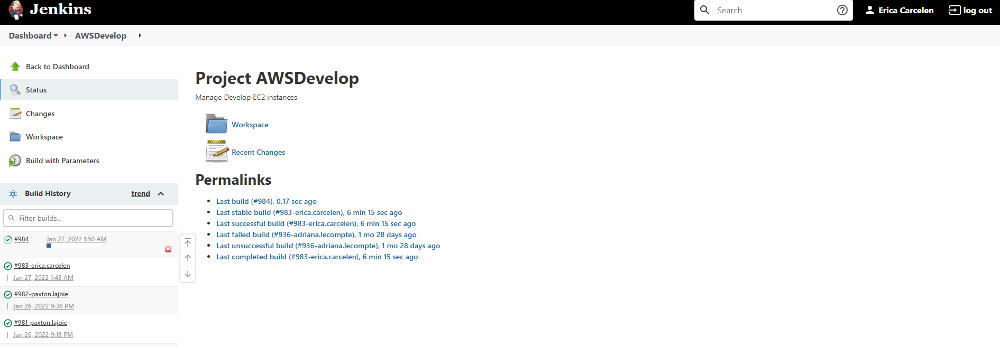 Jenkins
Search
Erica Carcelen
log out
Dashboard
AWSDevelop
Back to Dashboard
Status
Changes
Workspace
Build with Parameters
Build History
trend
Filter builds...
#984
Jan 27, 2022 1:50 AM
#983-erica.carcelen
Jan 27, 2022 1:43 AM
#982-paxton.lajoie
Jan 26, 2022 9:36 PM
#981-paxton.lajoie
Jan 26, 2022 9:18 PM
Project AWSDevelop
Manage Develop EC2 instances
Workspace
Recent Changes
Permalinks
Last build (#984), 0.17 sec ago
Last stable build (#983-erica.carcelen), 6 min 15 sec ago
Last successful build (#983-erica.carcelen), 6 min 15 sec ago
Last failed build (#936-adriana.lecompte), 1 mo 28 days ago
Last unsuccessful build (#936-adriana.lecompte), 1 mo 28 days ago
Last completed build (#983-erica.carcelen), 6 min 15 sec ago